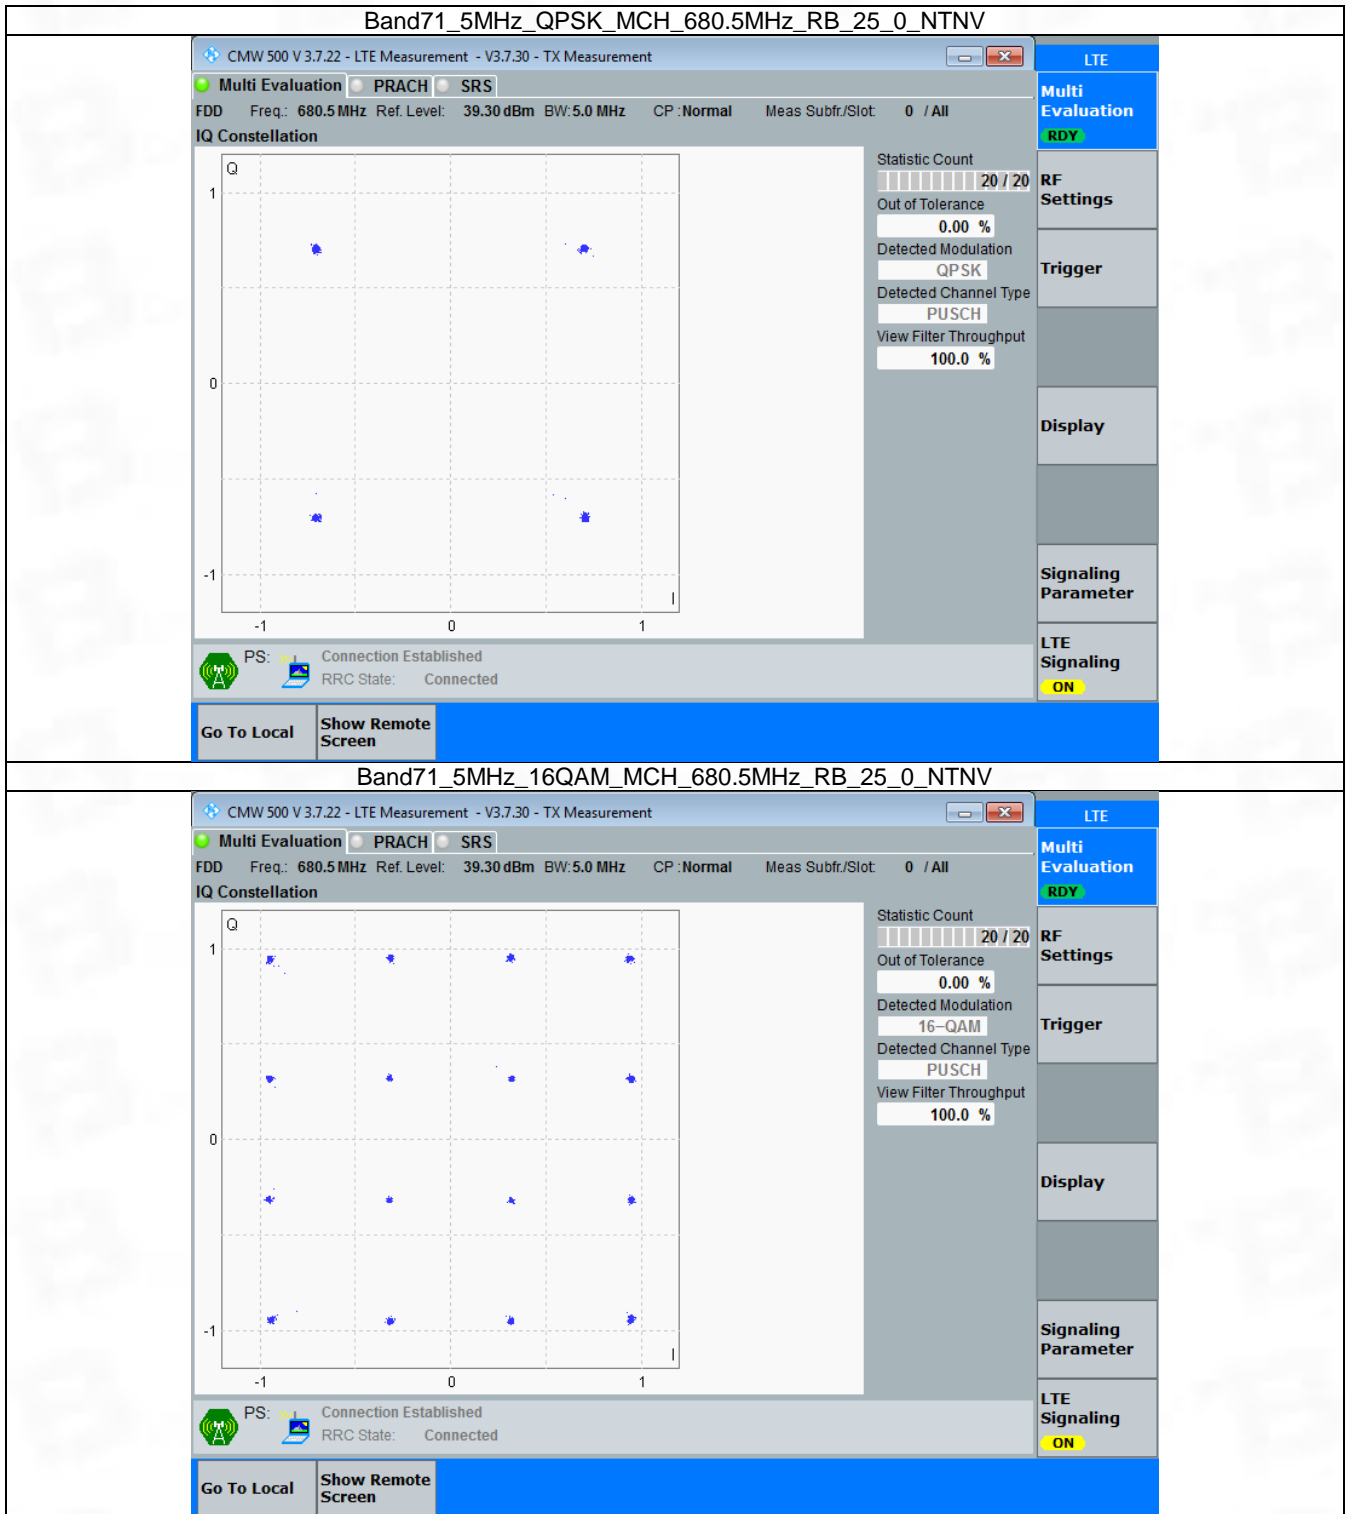 Band71_5MHz_QPSK_MCH_680.5MHz_RB_25_0_NTNV
CMW 500 V 3.7.22 - LTE Measurement - V3.7.30 - TX Measurement
LTE
Multi Evaluation PRACH SRS
FDD Freq.: 680.5 MHz Ref. Level: 39.30 dBm BW: 5.0 MHz CP : Normal Meas Subfr./Slot: 0 / All
IQ Constellation
Q
1
0
-1
I
-1 0 1
Statistic Count
20 / 20
Out of Tolerance
0.00 %
Detected Modulation
QPSK
Detected Channel Type
PUSCH
View Filter Throughput
100.0 %
Multi
Evaluation
RDY
RF
Settings
Trigger
Display
Signaling
Parameter
LTE
Signaling
ON
PS: Connection Established
RRC State: Connected
Go To Local
Show Remote
Screen
Band71_5MHz_16QAM_MCH_680.5MHz_RB_25_0_NTNV
CMW 500 V 3.7.22 - LTE Measurement - V3.7.30 - TX Measurement
LTE
Multi Evaluation PRACH SRS
FDD Freq.: 680.5 MHz Ref. Level: 39.30 dBm BW: 5.0 MHz CP : Normal Meas Subfr./Slot: 0 / All
IQ Constellation
Q
1
0
-1
I
-1 0 1
Statistic Count
20 / 20
Out of Tolerance
0.00 %
Detected Modulation
16-QAM
Detected Channel Type
PUSCH
View Filter Throughput
100.0 %
Multi
Evaluation
RDY
RF
Settings
Trigger
Display
Signaling
Parameter
LTE
Signaling
ON
PS: Connection Established
RRC State: Connected
Go To Local
Show Remote
Screen